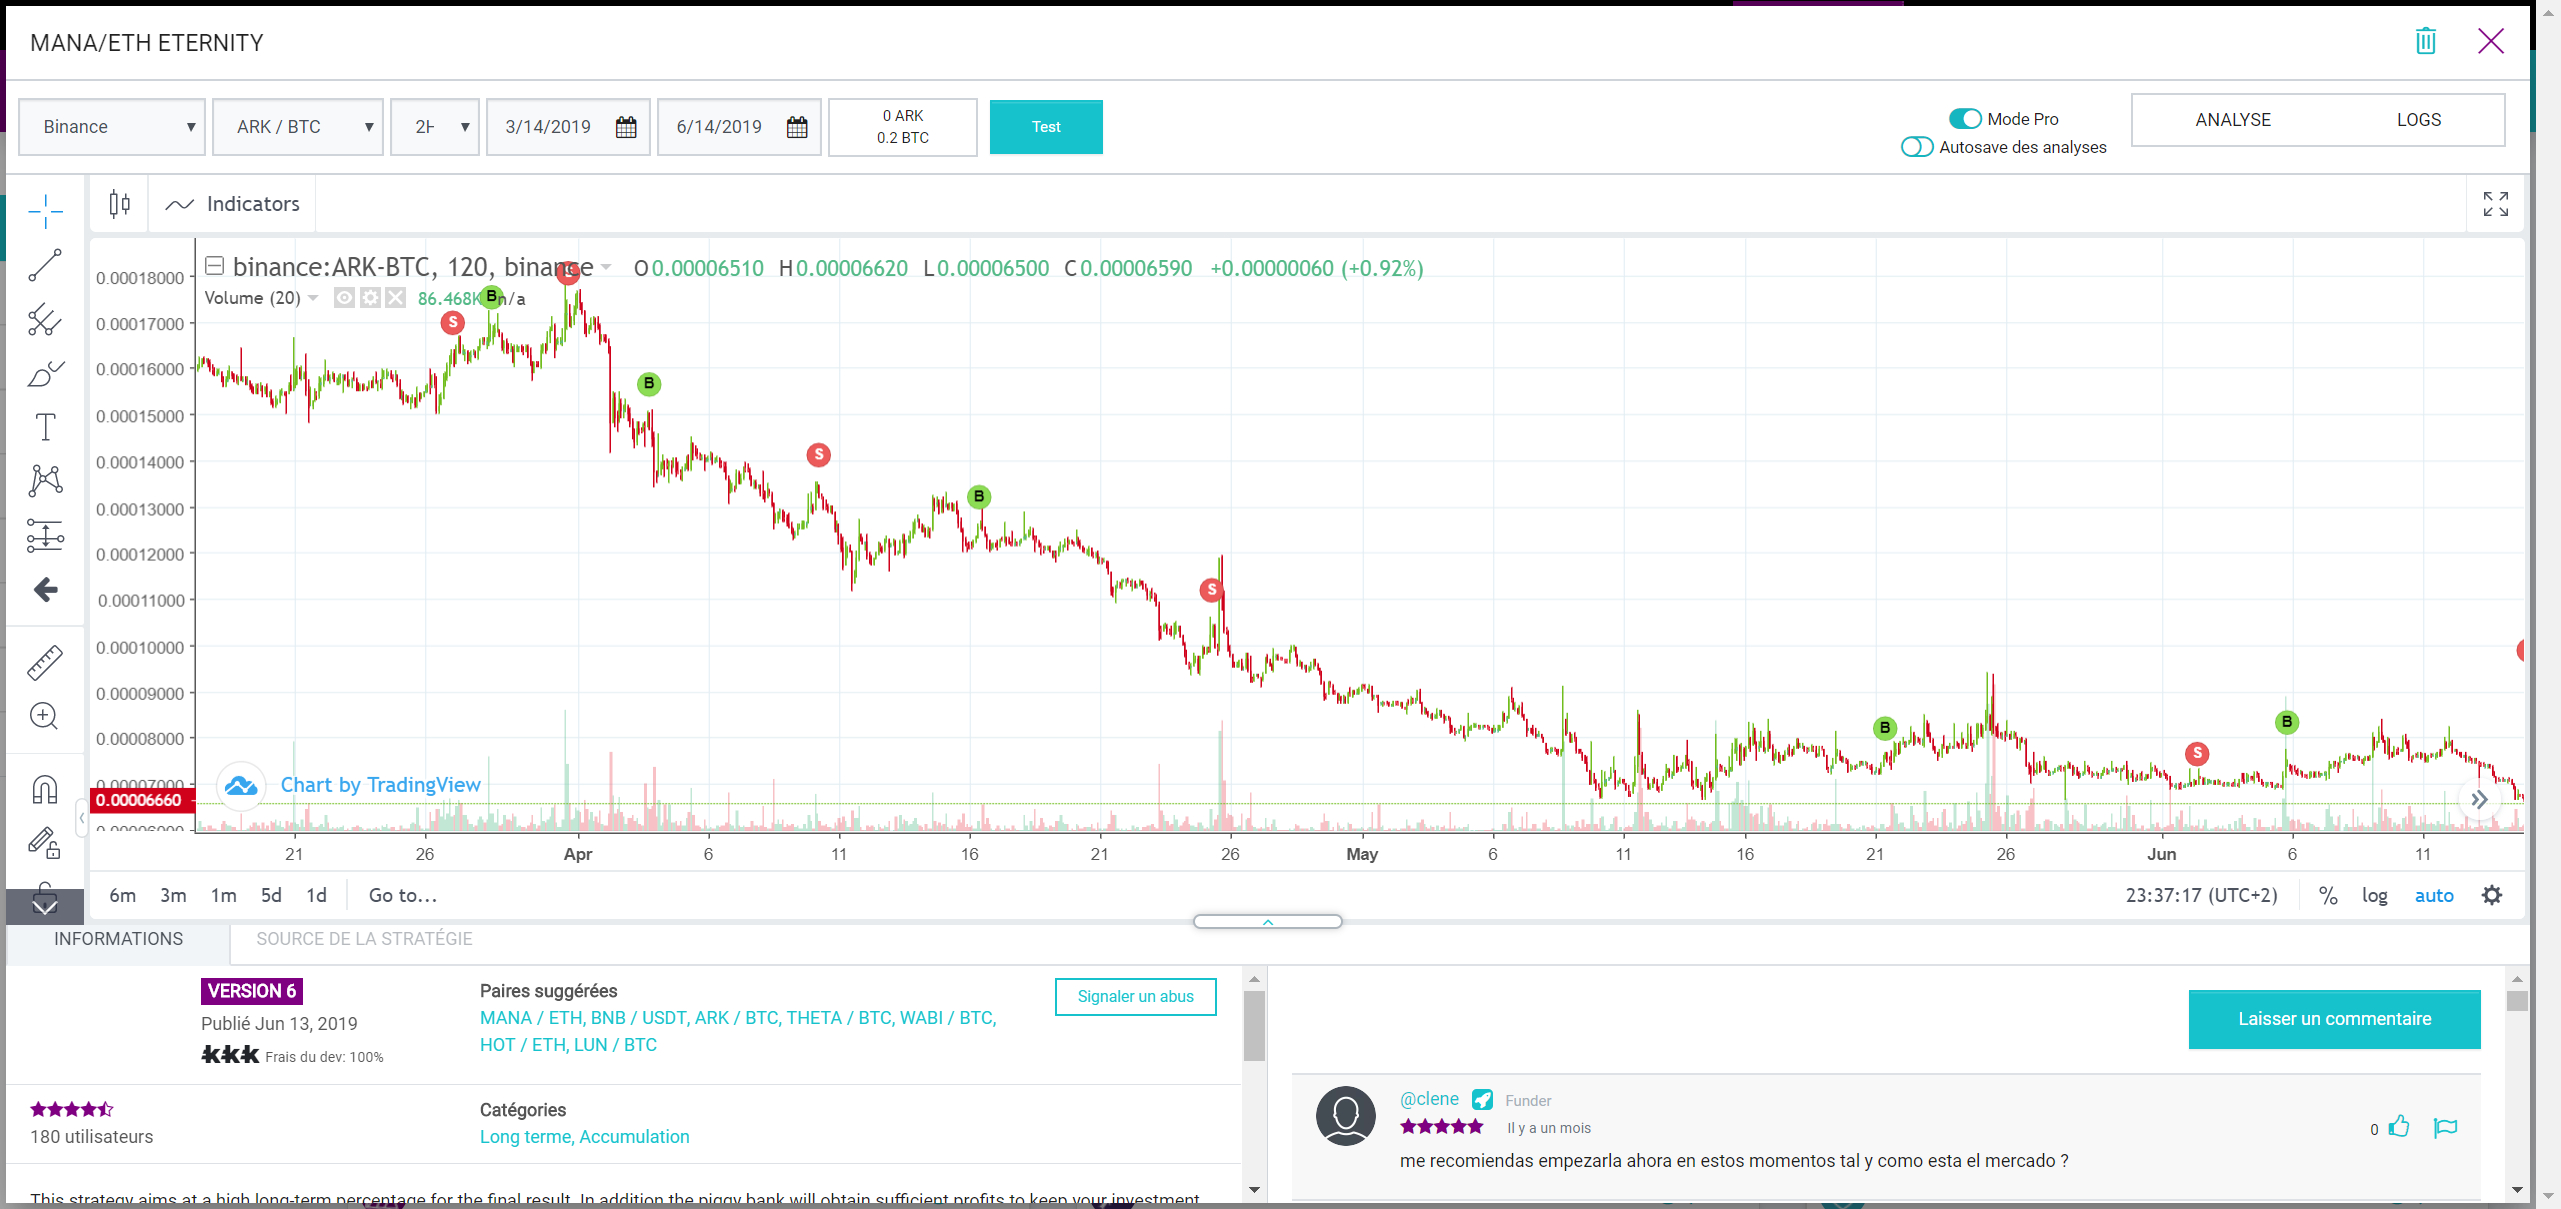 MANA/ETH ETERNITY
Binance
ARK / BTC
2H
3/14/2019
6/14/2019
0 ARK
0.2 BTC
Test
Mode Pro
Autosave des analyses
ANALYSE
LOGS
Indicators
binance:ARK-BTC, 120, binance
O0.00006510 H0.00006620 L0.00006500 C0.00006590 +0.00000060 (+0.92%)
Volume (20)
86.468K n/a
0.00018000
0.00017000
0.00016000
0.00015000
0.00014000
0.00013000
0.00012000
0.00011000
0.00010000
0.00009000
0.00008000
0.00007000
0.00006660
0.00006000
S
B
S
B
S
B
S
B
S
B
Chart by TradingView
21 26 Apr 6 11 16 21 26 May 6 11 16 21 26 Jun 6 11
6m 3m 1m 5d 1d Go to...
23:37:17 (UTC+2) % log auto
INFORMATIONS
SOURCE DE LA STRATÉGIE
VERSION 6
Publié Jun 13, 2019
Frais du dev: 100%
Paires suggérées
MANA / ETH, BNB / USDT, ARK / BTC, THETA / BTC, WABI / BTC,
HOT / ETH, LUN / BTC
Signaler un abus
180 utilisateurs
Catégories
Long terme, Accumulation
This strategy aims at a high long-term percentage for the final result. In addition the piggy bank will obtain sufficient profits to keep your investment
Laisser un commentaire
@clene Funder
Il y a un mois
0
me recomiendas empezarla ahora en estos momentos tal y como esta el mercado ?